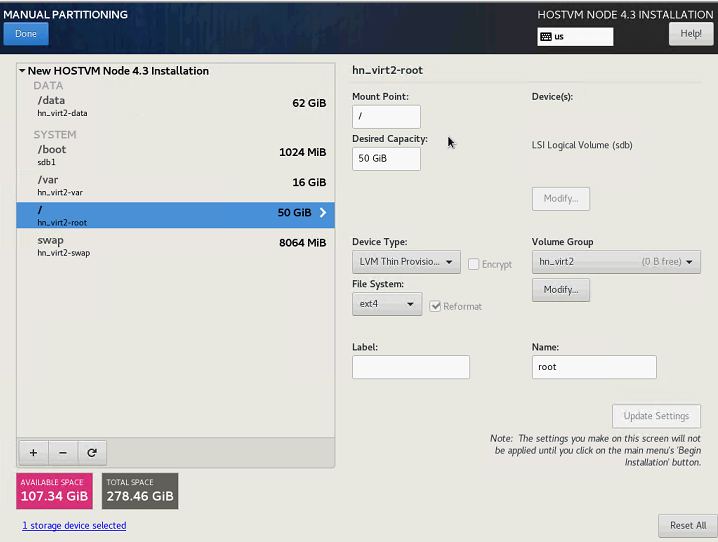 MANUAL PARTITIONING
HOSTVM NODE 4.3 INSTALLATION
Done
us
Help!
New HOSTVM Node 4.3 Installation
DATA
/data
hn_virt2-data
62 GiB
SYSTEM
/boot
sdb1
1024 MiB
/var
hn_virt2-var
16 GiB
/
hn_virt2-root
50 GiB
swap
hn_virt2-swap
8064 MiB
+ −
AVAILABLE SPACE
107.34 GiB
TOTAL SPACE
278.46 GiB
1 storage device selected
hn_virt2-root
Mount Point:
/
Device(s):
Desired Capacity:
50 GiB
LSI Logical Volume (sdb)
Modify...
Device Type:
LVM Thin Provisio...
Encrypt
Volume Group
hn_virt2 (0 B free)
File System:
ext4
Reformat
Modify...
Label:
Name:
root
Update Settings
Note: The settings you make on this screen will not
be applied until you click on the main menu's 'Begin
Installation' button.
Reset All